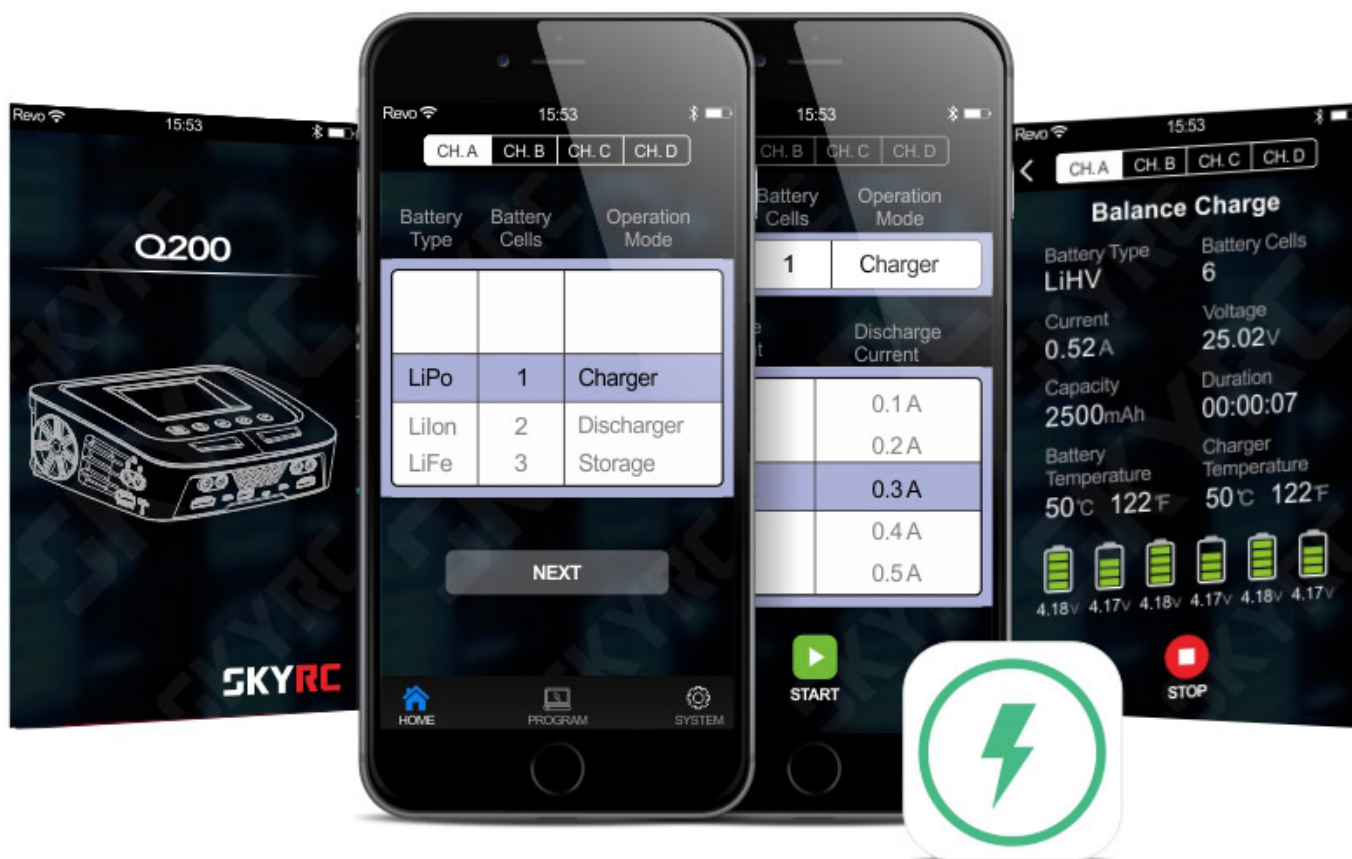 Revo 15:53
Q200
SKYRC
Revo 15:53
CH. A CH. B CH. C CH. D
Battery Type Battery Cells Operation Mode
LiPo 1 Charger
LiIon 2 Discharger
LiFe 3 Storage
NEXT
HOME PROGRAM SYSTEM
15:53
CH. B CH. C CH. D
Battery Cells Operation Mode
1 Charger
Discharge
Current
0.1 A
0.2 A
0.3 A
0.4 A
0.5 A
START
Revo 15:53
CH. A CH. B CH. C CH. D
Balance Charge
Battery Type Battery Cells
LiHV 6
Current Voltage
0.52A 25.02V
Capacity Duration
2500mAh 00:00:07
Battery Temperature Charger Temperature
50°C 122°F 50°C 122°F
4.18V 4.17V 4.18V 4.17V 4.18V 4.17V
STOP